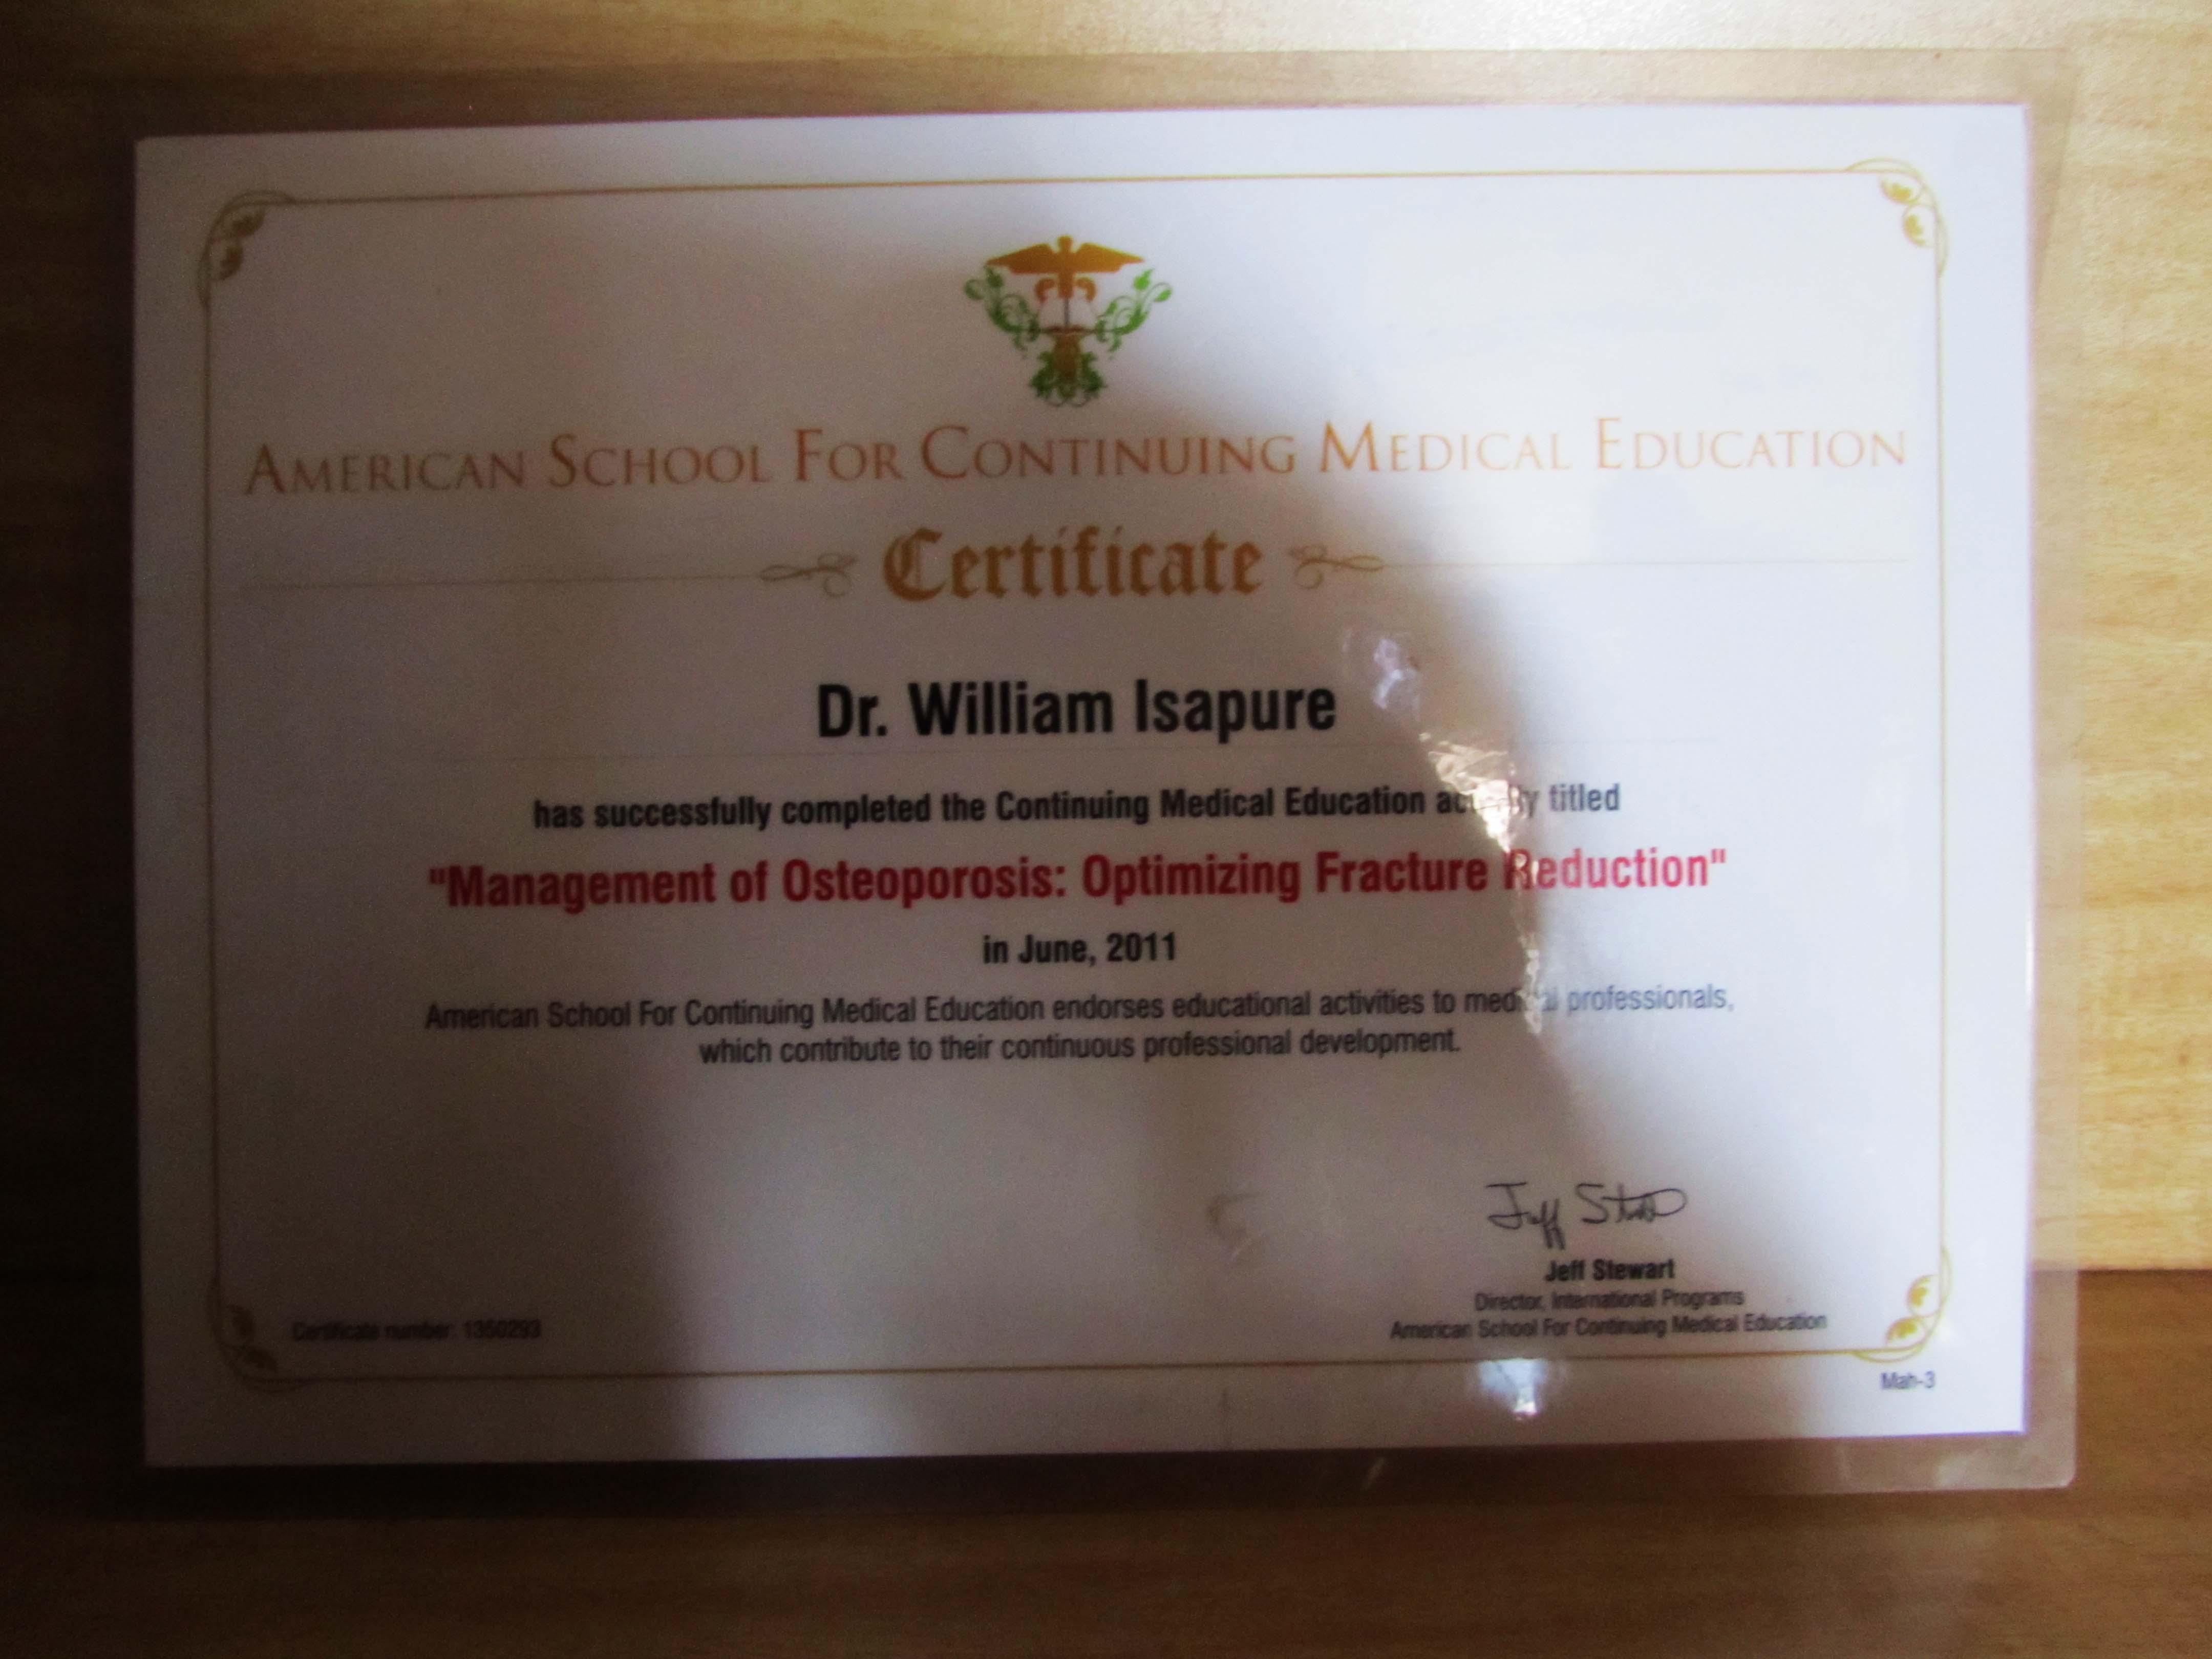 AMERICAN SCHOOL FOR CONTINUING MEDICAL EDUCATION
Certificate
Dr. William Isapure
has successfully completed the Continuing Medical Education titled
"Management of Osteoporosis: Optimizing Fracture Reduction"
in June, 2011
American School For Continuing Medical Education endorses educational activities to medical professionals,
which contribute to their continuous professional development.
Jeff Stewart
Director, International Programs
American School For Continuing Medical Education
Certificate number: 1350293
Mah-3